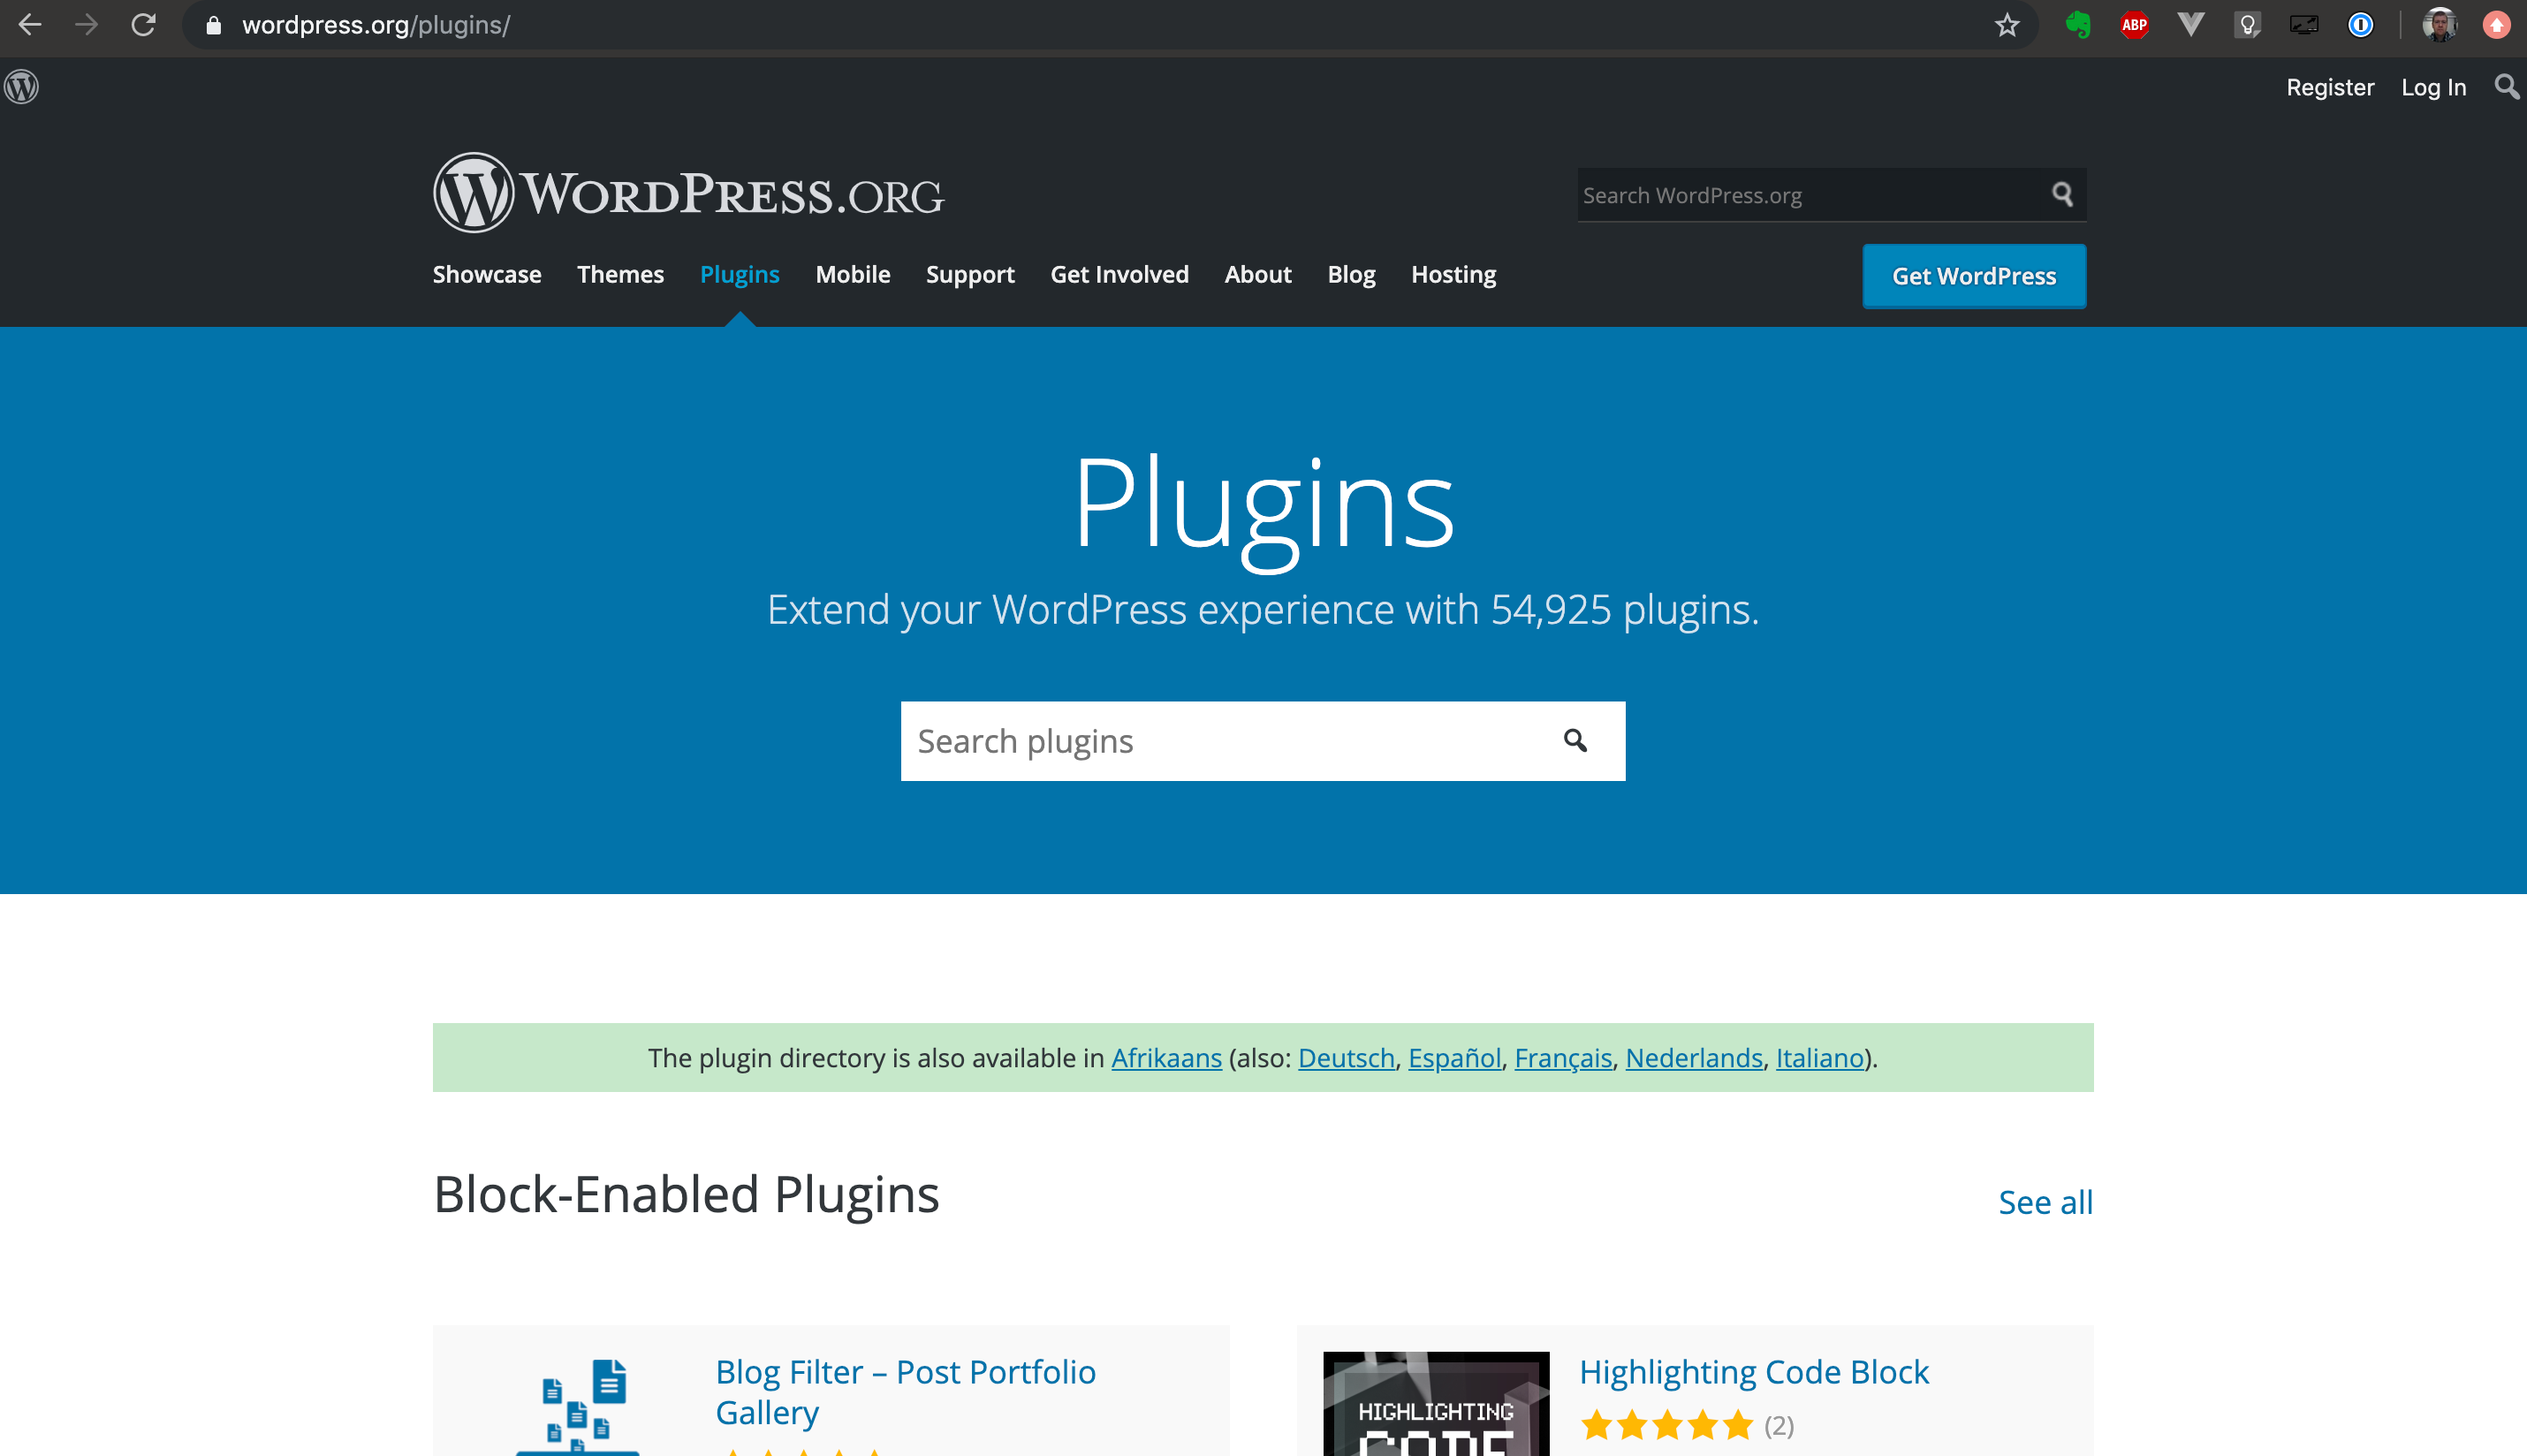 wordpress.org/plugins/
ABP
Register Log In
WORDPRESS.ORG
Search WordPress.org
Showcase Themes Plugins Mobile Support Get Involved About Blog Hosting
Get WordPress
Plugins
Extend your WordPress experience with 54,925 plugins.
Search plugins
The plugin directory is also available in Afrikaans (also: Deutsch, Español, Français, Nederlands, Italiano).
Block-Enabled Plugins
See all
Blog Filter – Post Portfolio
Gallery
HIGHLIGHTING
CODE
Highlighting Code Block
(2)